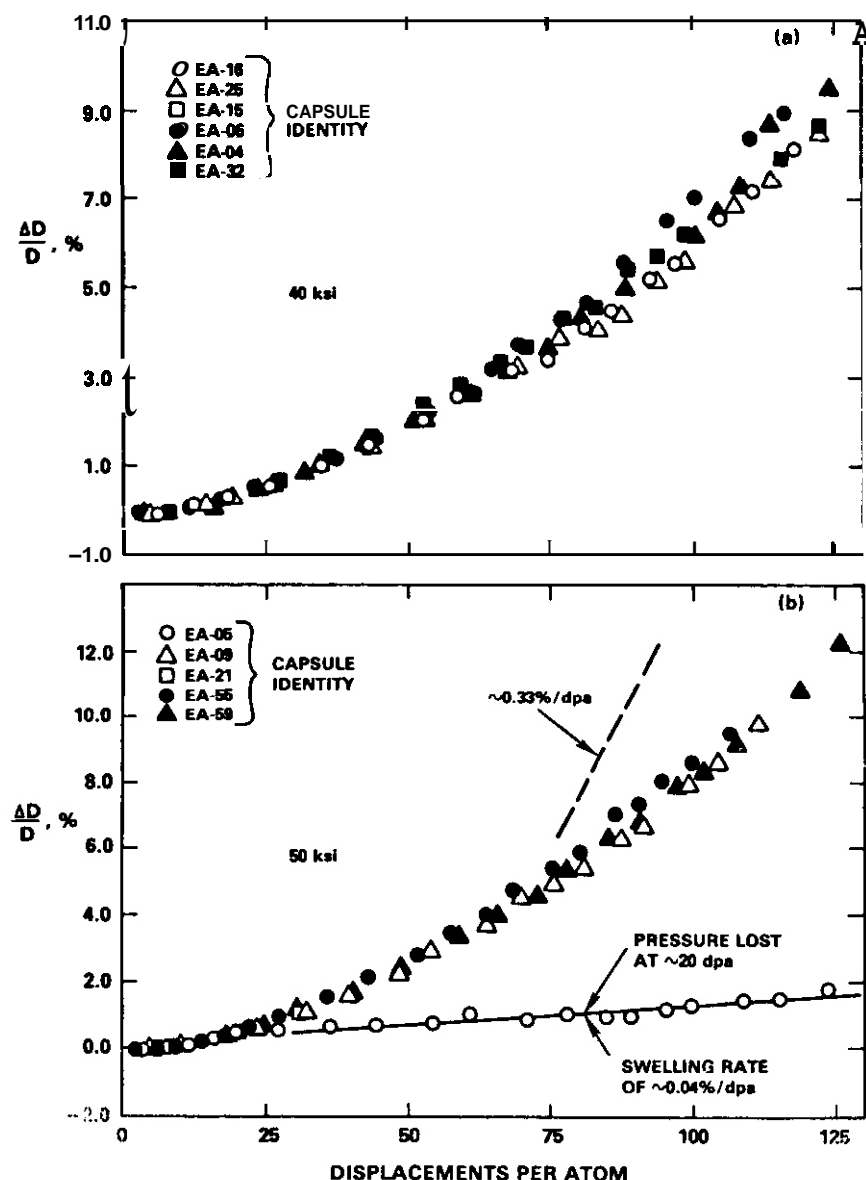 11.0
(a)
A
EA-16
EA-25
EA-15
EA-06
EA-04
EA-32
CAPSULE
IDENTITY
9.0
7.0
ΔD
D , %
40 ksi
5.0
3.0
1.0
–1.0
(b)
EA-05
EA-09
EA-21
EA-55
EA-59
CAPSULE
IDENTITY
12.0
~0.33%/dpa
10.0
8.0
ΔD
D , %
50 ksi
6.0
4.0
PRESSURE LOST
AT ~20 dpa
2.0
0.0
SWELLING RATE
OF ~0.04%/dpa
–2.0
0 25 50 75 100 125
DISPLACEMENTS PER ATOM